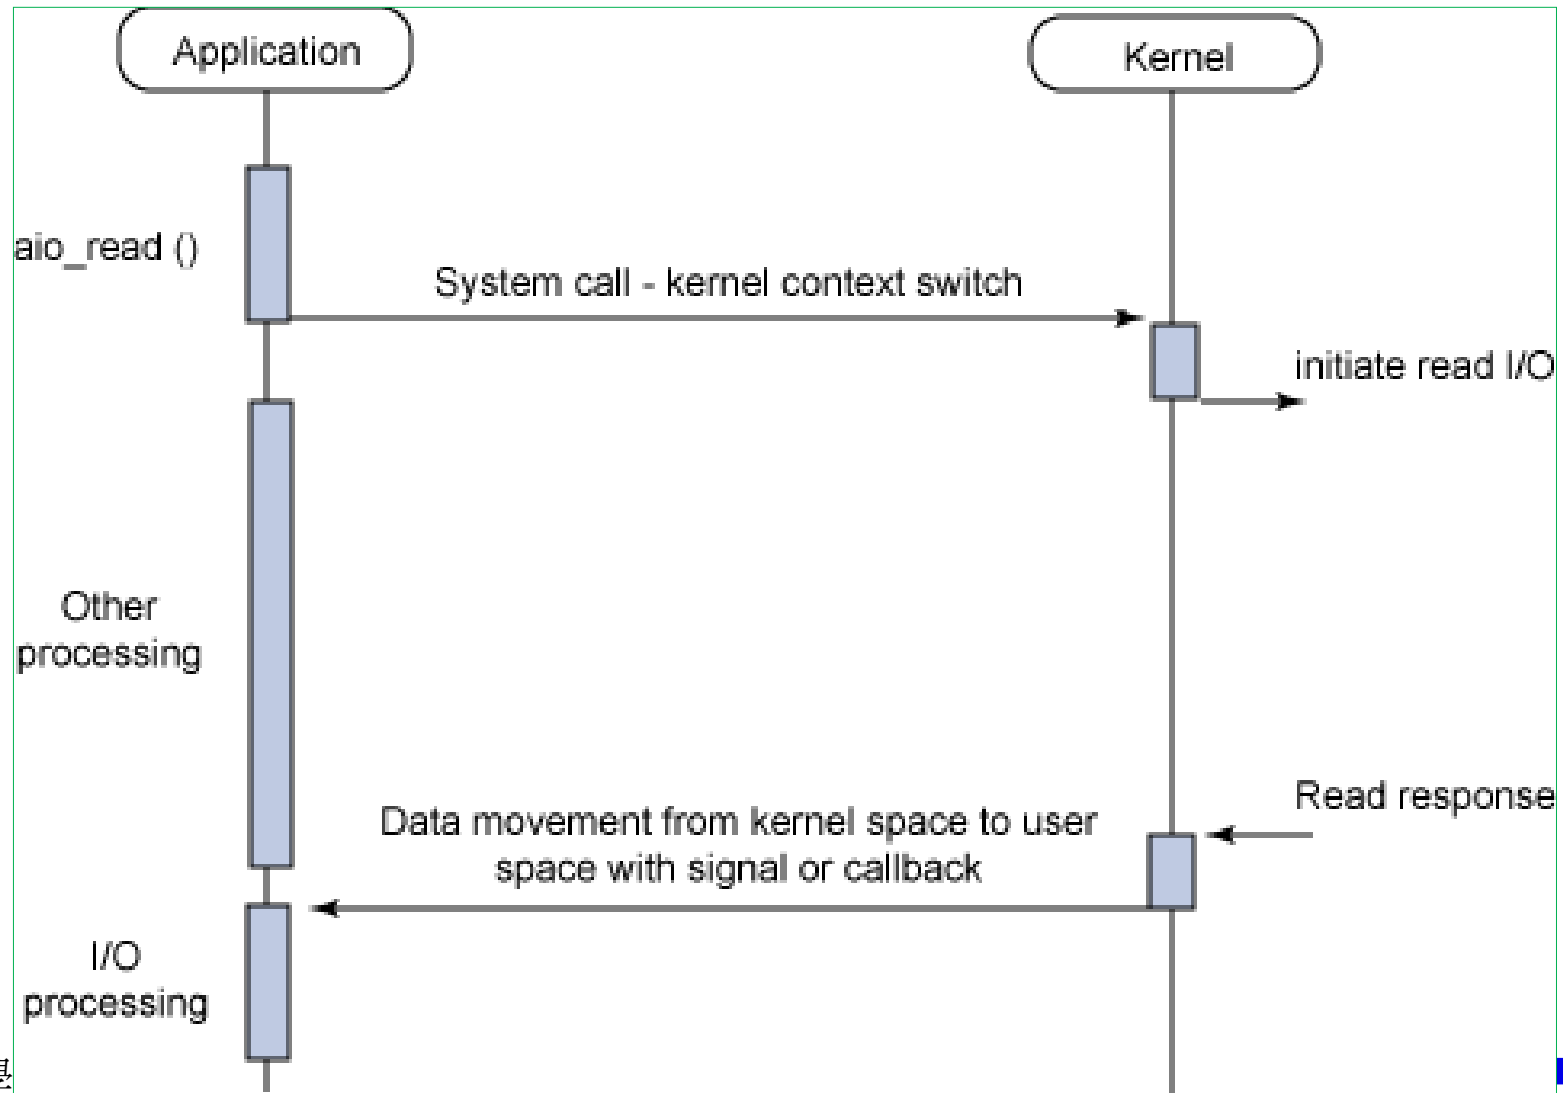 Application
Kernel
aio_read ()
System call - kernel context switch
initiate read I/O
Other
processing
Read response
Data movement from kernel space to user
space with signal or callback
I/O
processing